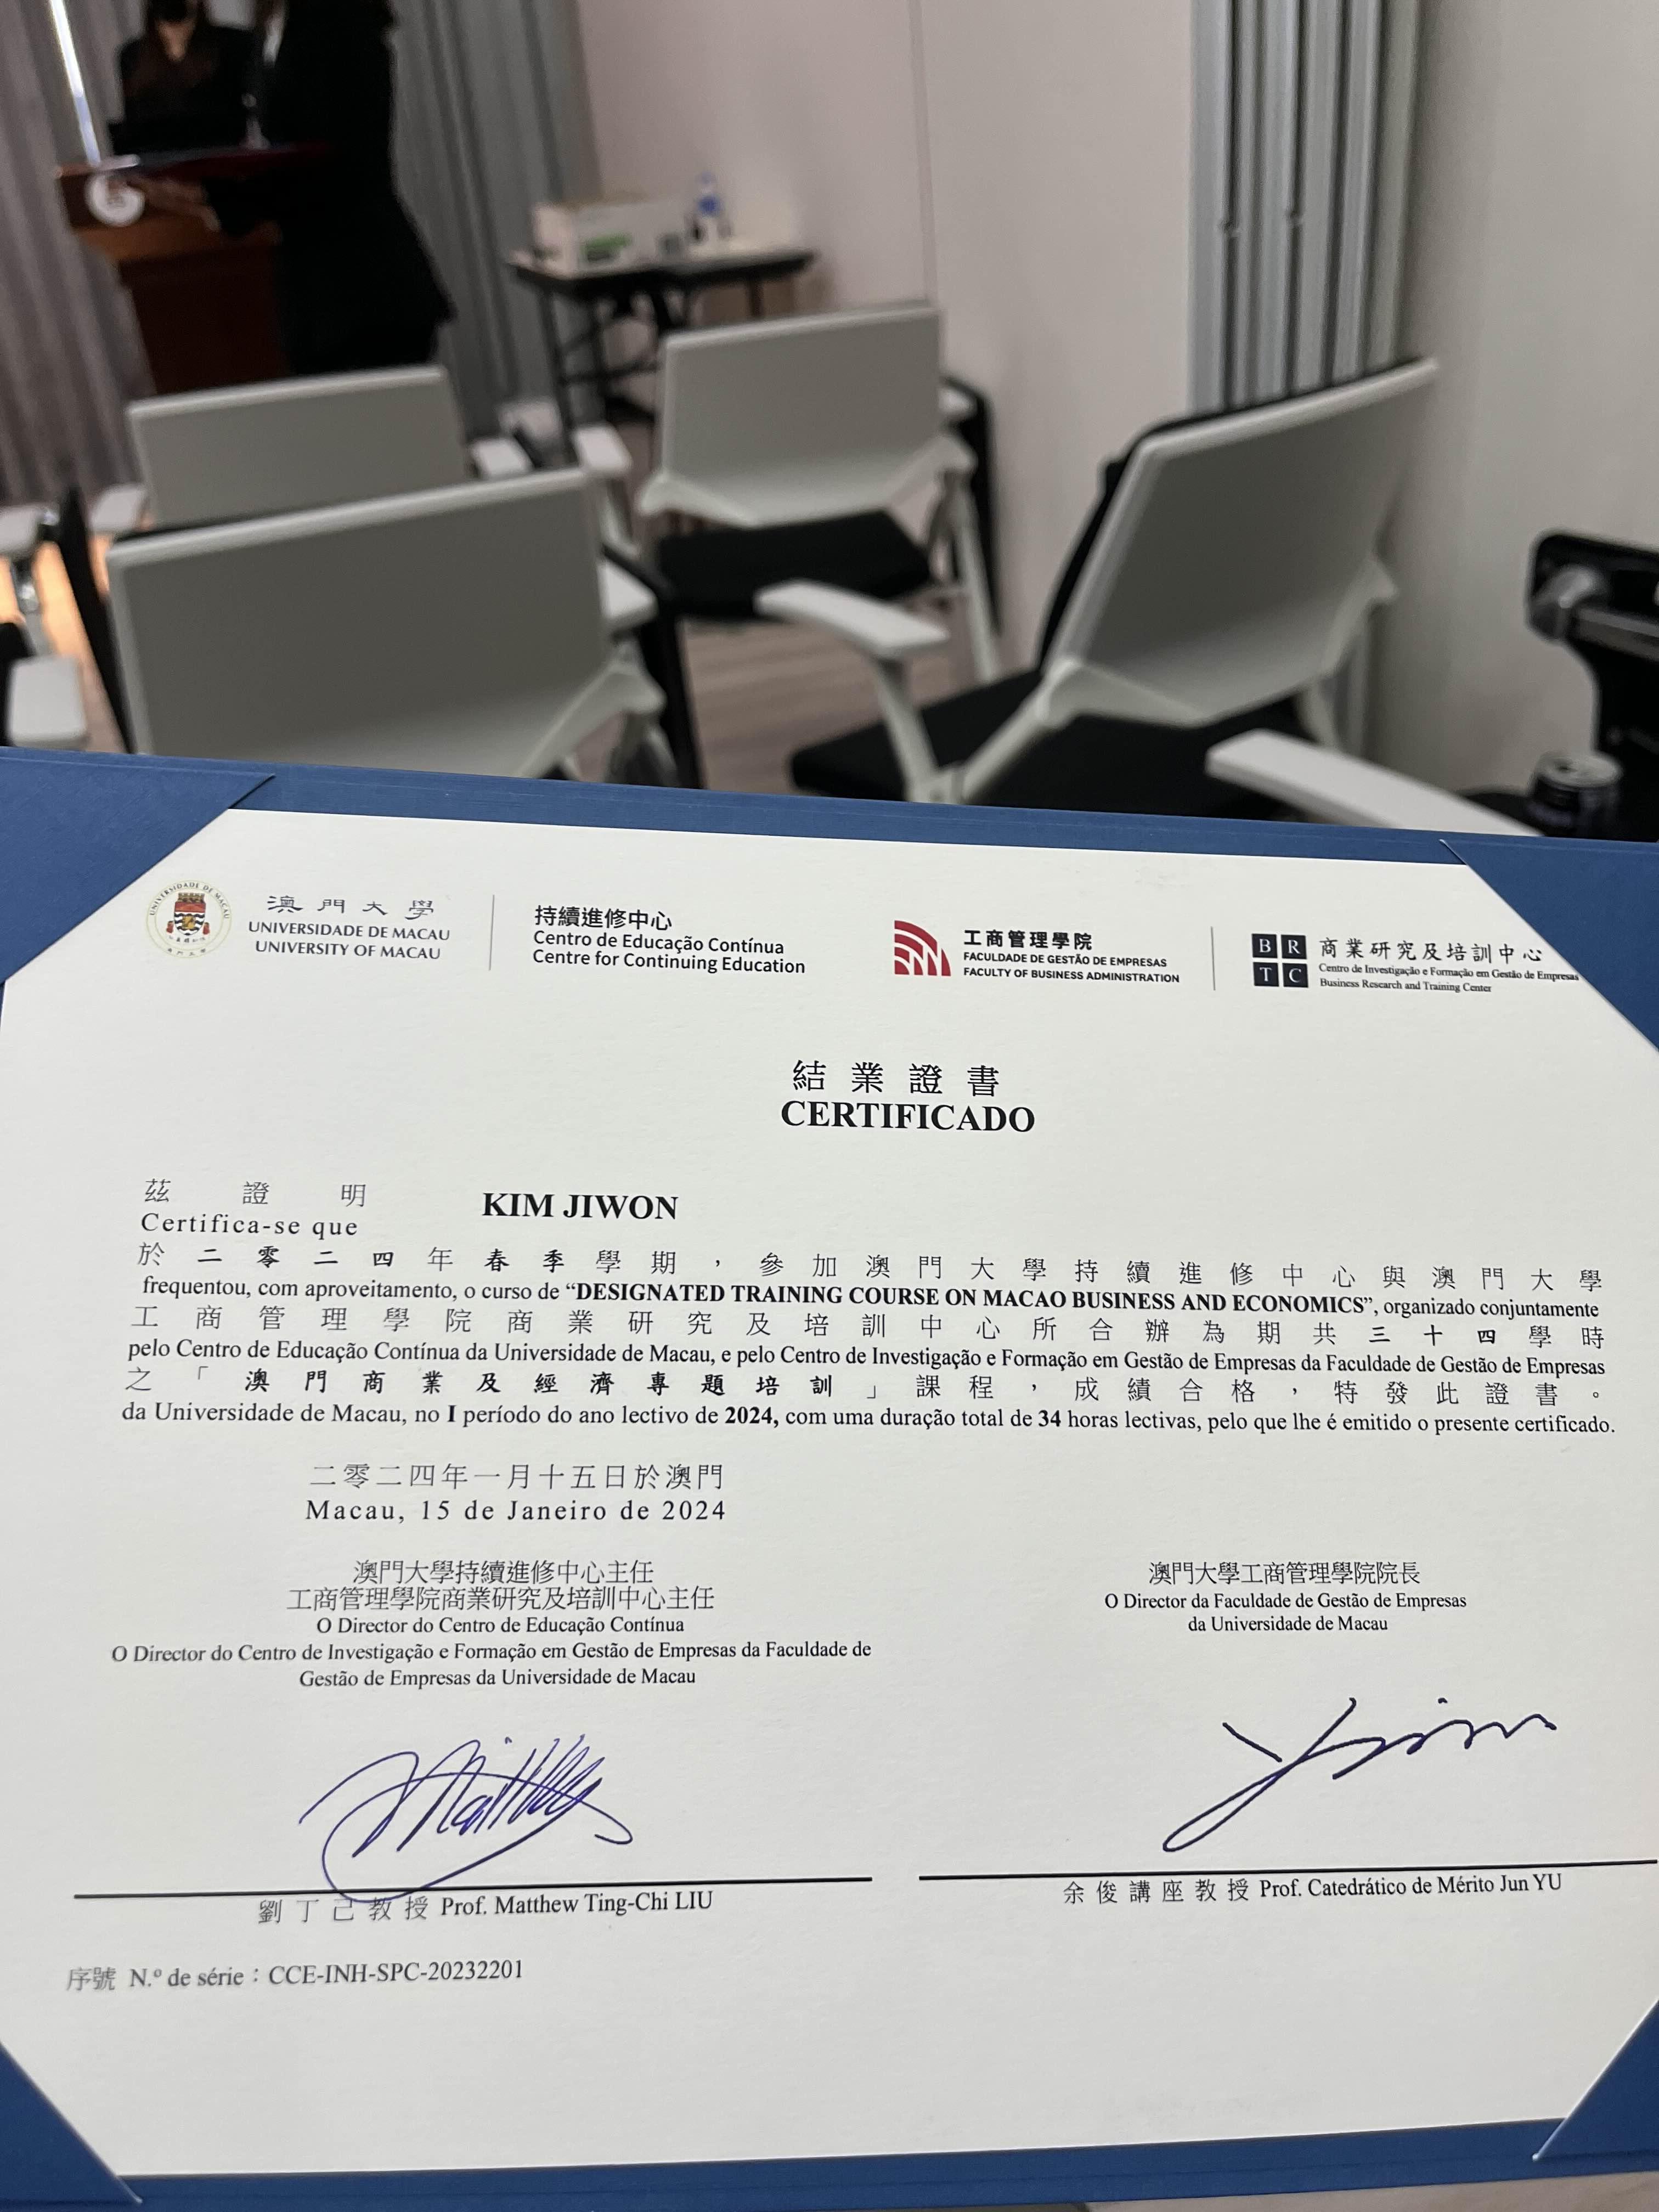 澳門大學
UNIVERSIDADE DE MACAU
UNIVERSITY OF MACAU
持續進修中心
Centro de Educação Contínua
Centre for Continuing Education
工商管理學院
FACULDADE DE GESTÃO DE EMPRESAS
FACULTY OF BUSINESS ADMINISTRATION
BR
TC
商業研究及培訓中心
Centro de Investigação e Formação em Gestão de Empresas
Business Research and Training Center
UNIVERSIDADE DE MACAU
結業證書
CERTIFICADO
茲證明
Certifica-se que
KIM JIWON
於二零二四年春季學期，參加澳門大學持續進修中心與澳門大學
frequentou, com aproveitamento, o curso de “DESIGNATED TRAINING COURSE ON MACAO BUSINESS AND ECONOMICS”, organizado conjuntamente
工商管理學院商業研究及培訓中心所合辦為期共三十四學時
pelo Centro de Educação Contínua da Universidade de Macau, e pelo Centro de Investigação e Formação em Gestão de Empresas da Faculdade de Gestão de Empresas
之「澳門商業及經濟專題培訓」課程，成績合格，特發此證書。
da Universidade de Macau, no I período do ano lectivo de 2024, com uma duração total de 34 horas lectivas, pelo que lhe é emitido o presente certificado.
二零二四年一月十五日於澳門
Macau, 15 de Janeiro de 2024
澳門大學持續進修中心主任
工商管理學院商業研究及培訓中心主任
O Director do Centro de Educação Contínua
O Director do Centro de Investigação e Formação em Gestão de Empresas da Faculdade de
Gestão de Empresas da Universidade de Macau
劉丁己教授 Prof. Matthew Ting-Chi LIU
澳門大學工商管理學院院長
O Director da Faculdade de Gestão de Empresas
da Universidade de Macau
余俊講座教授 Prof. Catedrático de Mérito Jun YU
序號 N.º de série：CCE-INH-SPC-20232201